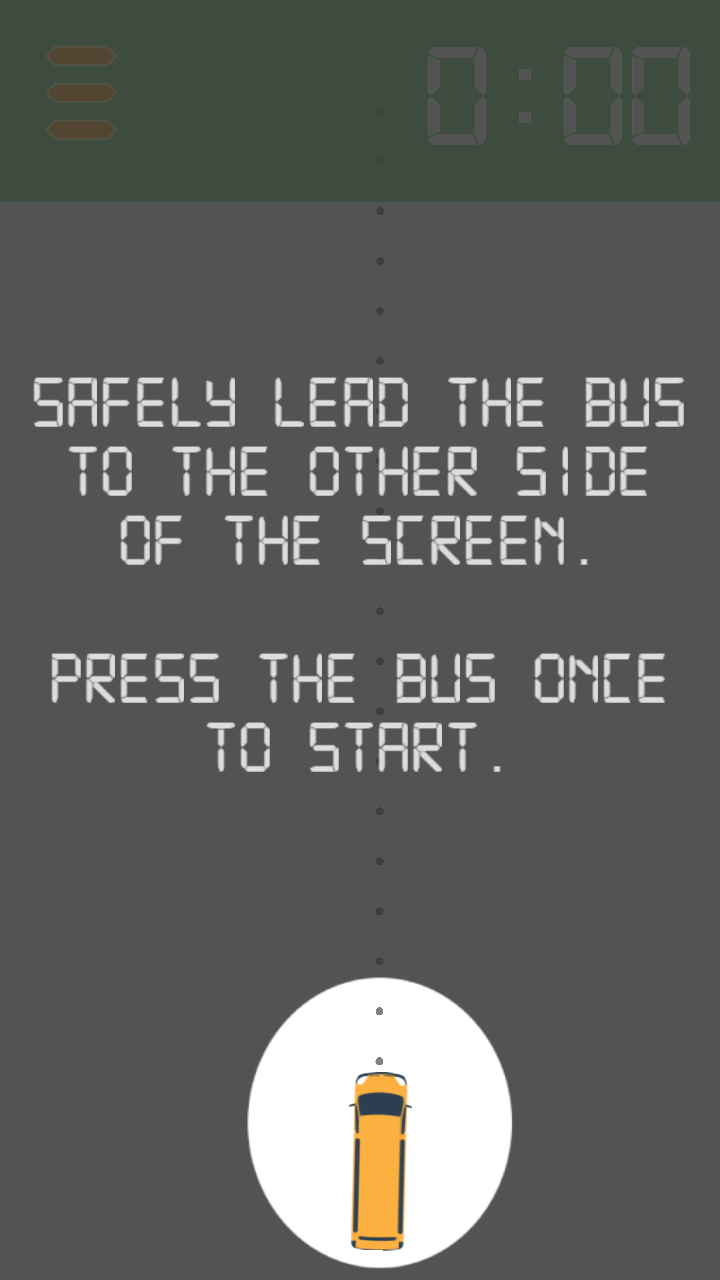 0:00
SAFELY LEAD THE BUS
TO THE OTHER SIDE
OF THE SCREEN.
PRESS THE BUS ONCE
TO START.